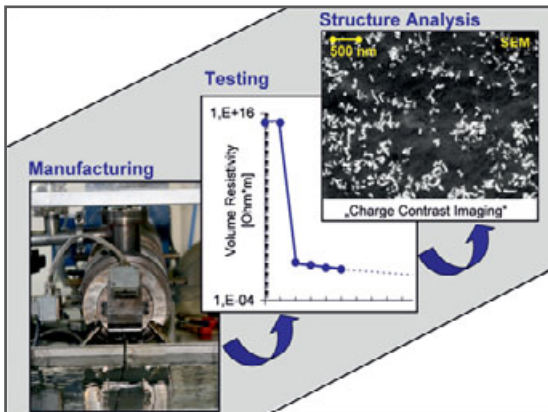 Structure Analysis
500 nm
SEM
„Charge Contrast Imaging"
Testing
1,E+16
Volume Resistivity
[Ohm*m]
1,E-04
Manufacturing